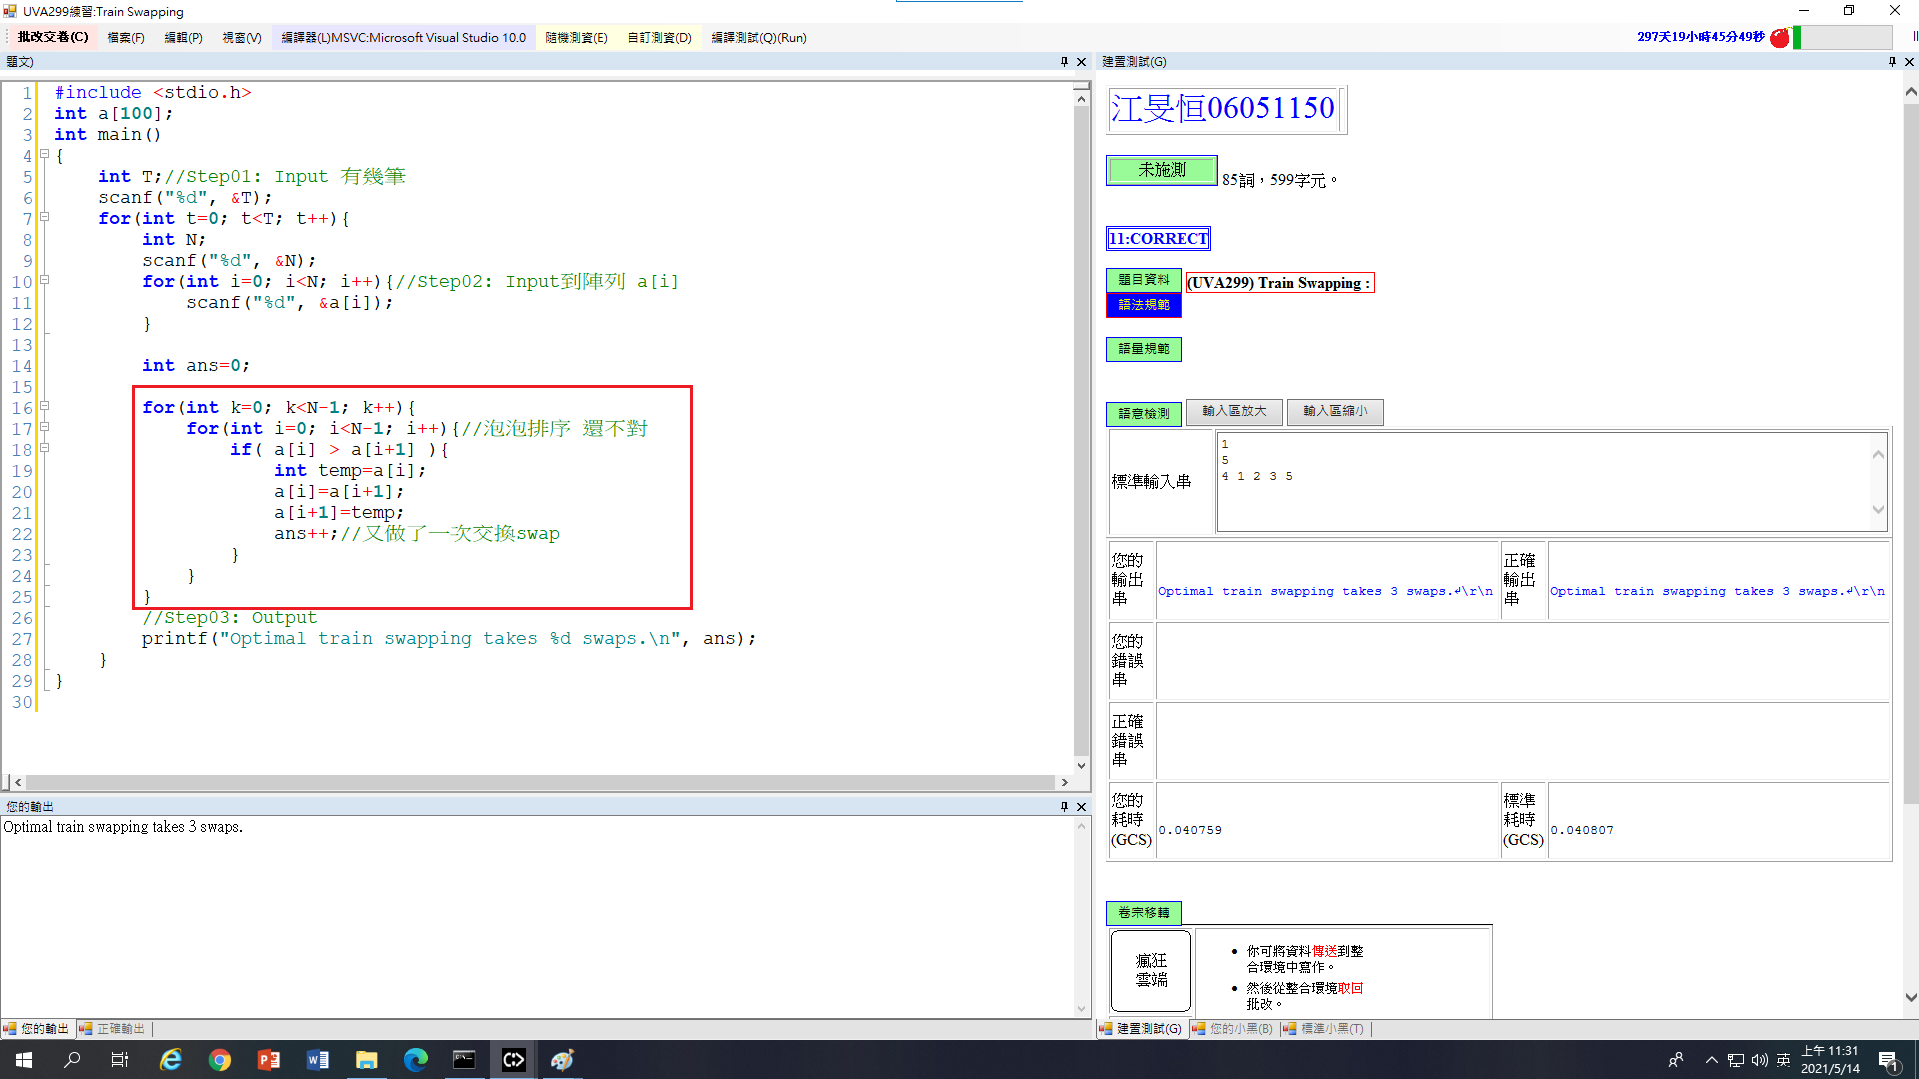 UVA299練習:Train Swapping
批改交卷(C) 檔案(F) 編輯(P) 視窗(V) 編譯器(L)MSVC:Microsoft Visual Studio 10.0 隨機測資(E) 自訂測資(D) 編譯測試(Q)(Run) 297天19小時45分49秒
題文)
1 #include <stdio.h>
2 int a[100];
3 int main()
4 {
5 int T;//Step01: Input 有幾筆
6 scanf("%d", &T);
7 for(int t=0; t<T; t++){
8 int N;
9 scanf("%d", &N);
10 for(int i=0; i<N; i++){//Step02: Input到陣列 a[i]
11 scanf("%d", &a[i]);
12 }
13
14 int ans=0;
15
16 for(int k=0; k<N-1; k++){
17 for(int i=0; i<N-1; i++){//泡泡排序 還不對
18 if( a[i] > a[i+1] ){
19 int temp=a[i];
20 a[i]=a[i+1];
21 a[i+1]=temp;
22 ans++;//又做了一次交換swap
23 }
24 }
25 }
26 //Step03: Output
27 printf("Optimal train swapping takes %d swaps.\n", ans);
28 }
29 }
30
您的輸出
Optimal train swapping takes 3 swaps.
您的輸出 正確輸出
建置測試(G)
江旻恒06051150
未施測 85詞，599字元。
11:CORRECT
題目資料 (UVA299) Train Swapping :
語法規範
語量規範
語意檢測 輸入區放大 輸入區縮小
標準輸入串
1
5
4 1 2 3 5
您的輸出串 Optimal train swapping takes 3 swaps.↲\r\n 正確輸出串 Optimal train swapping takes 3 swaps.↲\r\n
您的錯誤串
正確錯誤串
您的耗時(GCS) 0.040759 標準耗時(GCS) 0.040807
卷宗移轉
瘋狂雲端
• 你可將資料傳送到整
合環境中寫作。
• 然後從整合環境取回
批改。
建置測試(G) 您的小黑(B) 標準小黑(T)
英 上午 11:31
2021/5/14
1